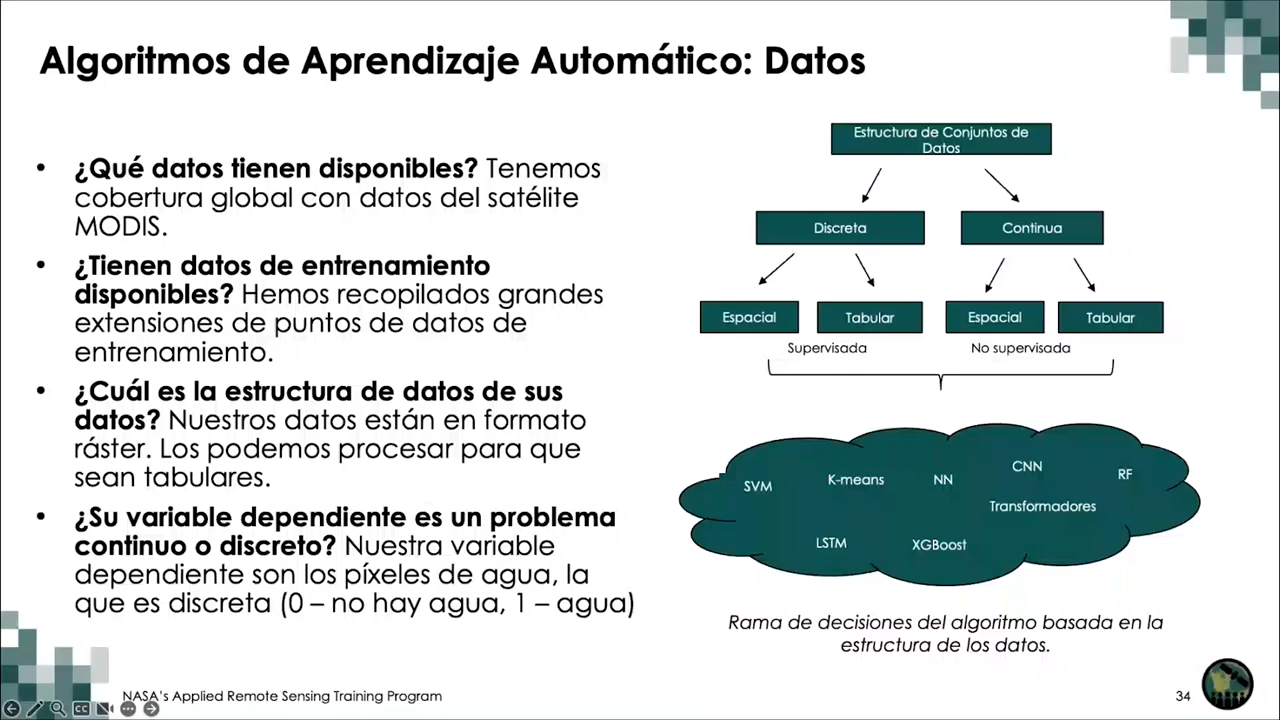 Algoritmos de Aprendizaje Automático: Datos
• ¿Qué datos tienen disponibles? Tenemos
cobertura global con datos del satélite
MODIS.
• ¿Tienen datos de entrenamiento
disponibles? Hemos recopilados grandes
extensiones de puntos de datos de
entrenamiento.
• ¿Cuál es la estructura de datos de sus
datos? Nuestros datos están en formato
ráster. Los podemos procesar para que
sean tabulares.
• ¿Su variable dependiente es un problema
continuo o discreto? Nuestra variable
dependiente son los píxeles de agua, la
que es discreta (0 – no hay agua, 1 – agua)
Estructura de Conjuntos de
Datos
Discreta
Continua
Espacial
Tabular
Espacial
Tabular
Supervisada
No supervisada
SVM
K-means
NN
CNN
RF
Transformadores
LSTM
XGBoost
Rama de decisiones del algoritmo basada en la
estructura de los datos.
NASA's Applied Remote Sensing Training Program
34
CC